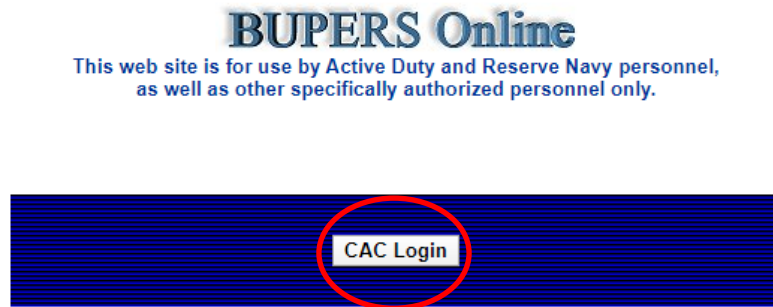 BUPERS Online
This web site is for use by Active Duty and Reserve Navy personnel,
as well as other specifically authorized personnel only.
CAC Login